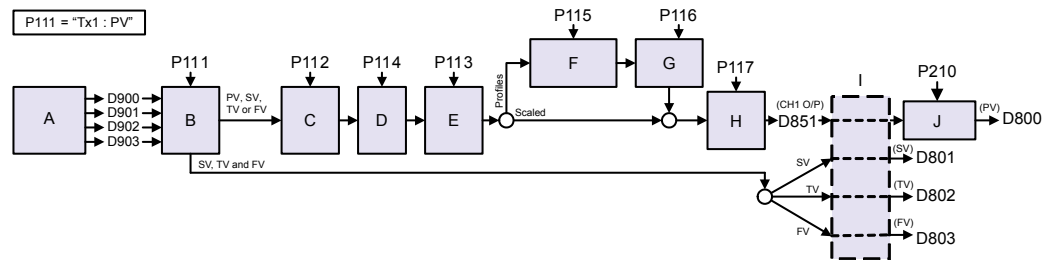 P111 = “Tx1 : PV”
P115
P116
P111
P112
P113
P117
I
P210
A
D900
D901
D902
D903
B
PV, SV,
TV or FV
C
D
E
Profiles
Scaled
F
G
H
(CH1 O/P)
D851
J
(PV)
D800
SV, TV and FV
SV
TV
FV
(SV)
D801
(TV)
D802
(FV)
D803